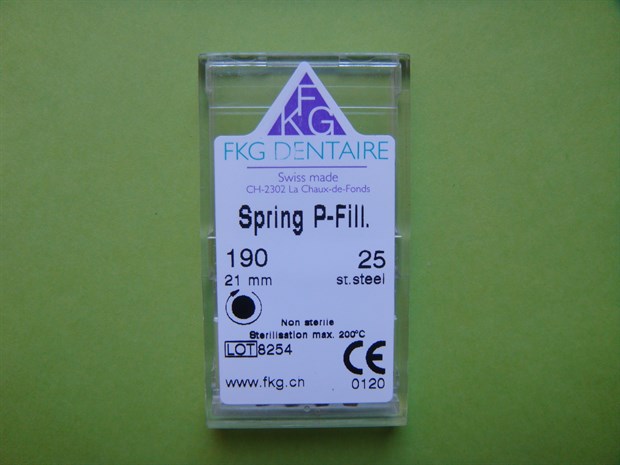 F
KG
FKG DENTAIRE
Swiss made
CH-2302 La Chaux-de-Fonds
Spring P-Fill.
190 25
21 mm st.steel
Non sterile
Sterilisation max. 200°C
LOT 8254
CE
www.fkg.cn 0120